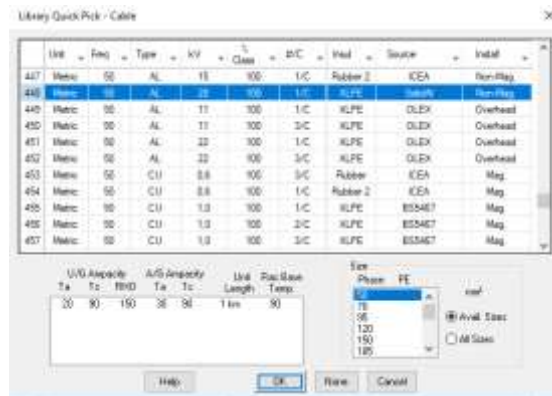 Library Quick Pick - Cable
Unit Freq Type kV % Class #/C Insul Source Install
447 Metric 50 AL 15 100 1/C Rubber 2 ICEA Non-Mag.
448 Metric 50 AL 100 1/C XLPE Non-Mag.
449 Metric 50 AL 11 100 1/C XLPE OLEX Overhead
450 Metric 50 AL 11 100 3/C XLPE OLEX Overhead
451 Metric 50 AL 22 100 1/C XLPE OLEX Overhead
452 Metric 50 AL 22 100 3/C XLPE OLEX Overhead
453 Metric 50 CU 0.6 100 3/C Rubber ICEA Mag.
454 Metric 50 CU 0.6 100 1/C Rubber 2 ICEA Mag.
455 Metric 50 CU 1.0 100 1/C XLPE BS5467 Mag.
456 Metric 50 CU 1.0 100 2/C XLPE BS5467 Mag.
457 Metric 50 CU 1.0 100 3/C XLPE BS5467 Mag.
U/G Ampacity A/G Ampacity Unit Rac Base
Ta Tc RHO Ta Tc Length Temp.
20 90 150 90 1 km 90
Size
Phase PE
50
70
95
120
150
185
mm²
Avail. Sizes
All Sizes
Help OK None Cancel